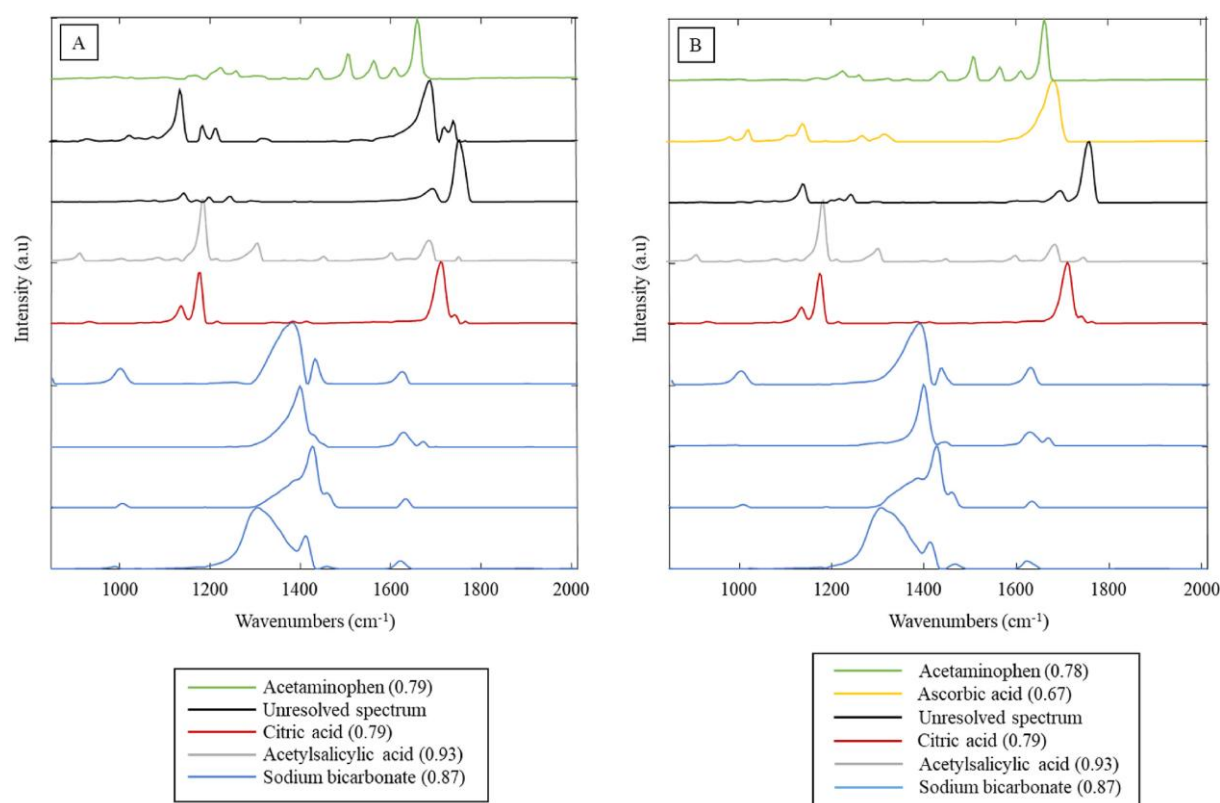 A
Intensity (a.u)
1000 1200 1400 1600 1800 2000
Wavenumbers (cm-1)
Acetaminophen (0.79)
Unresolved spectrum
Citric acid (0.79)
Acetylsalicylic acid (0.93)
Sodium bicarbonate (0.87)
B
Intensity (a.u)
1000 1200 1400 1600 1800 2000
Wavenumbers (cm-1)
Acetaminophen (0.78)
Ascorbic acid (0.67)
Unresolved spectrum
Citric acid (0.79)
Acetylsalicylic acid (0.93)
Sodium bicarbonate (0.87)